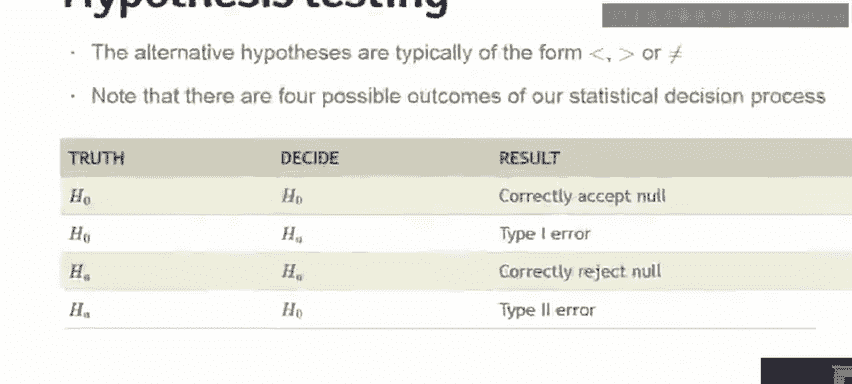 Hypothesis testing
· The alternative hypotheses are typically of the form <, > or ≠
· Note that there are four possible outcomes of our statistical decision process
TRUTH DECIDE RESULT
H₀ H₀ Correctly accept null
H₀ Hₐ Type I error
Hₐ Hₐ Correctly reject null
Hₐ H₀ Type II error